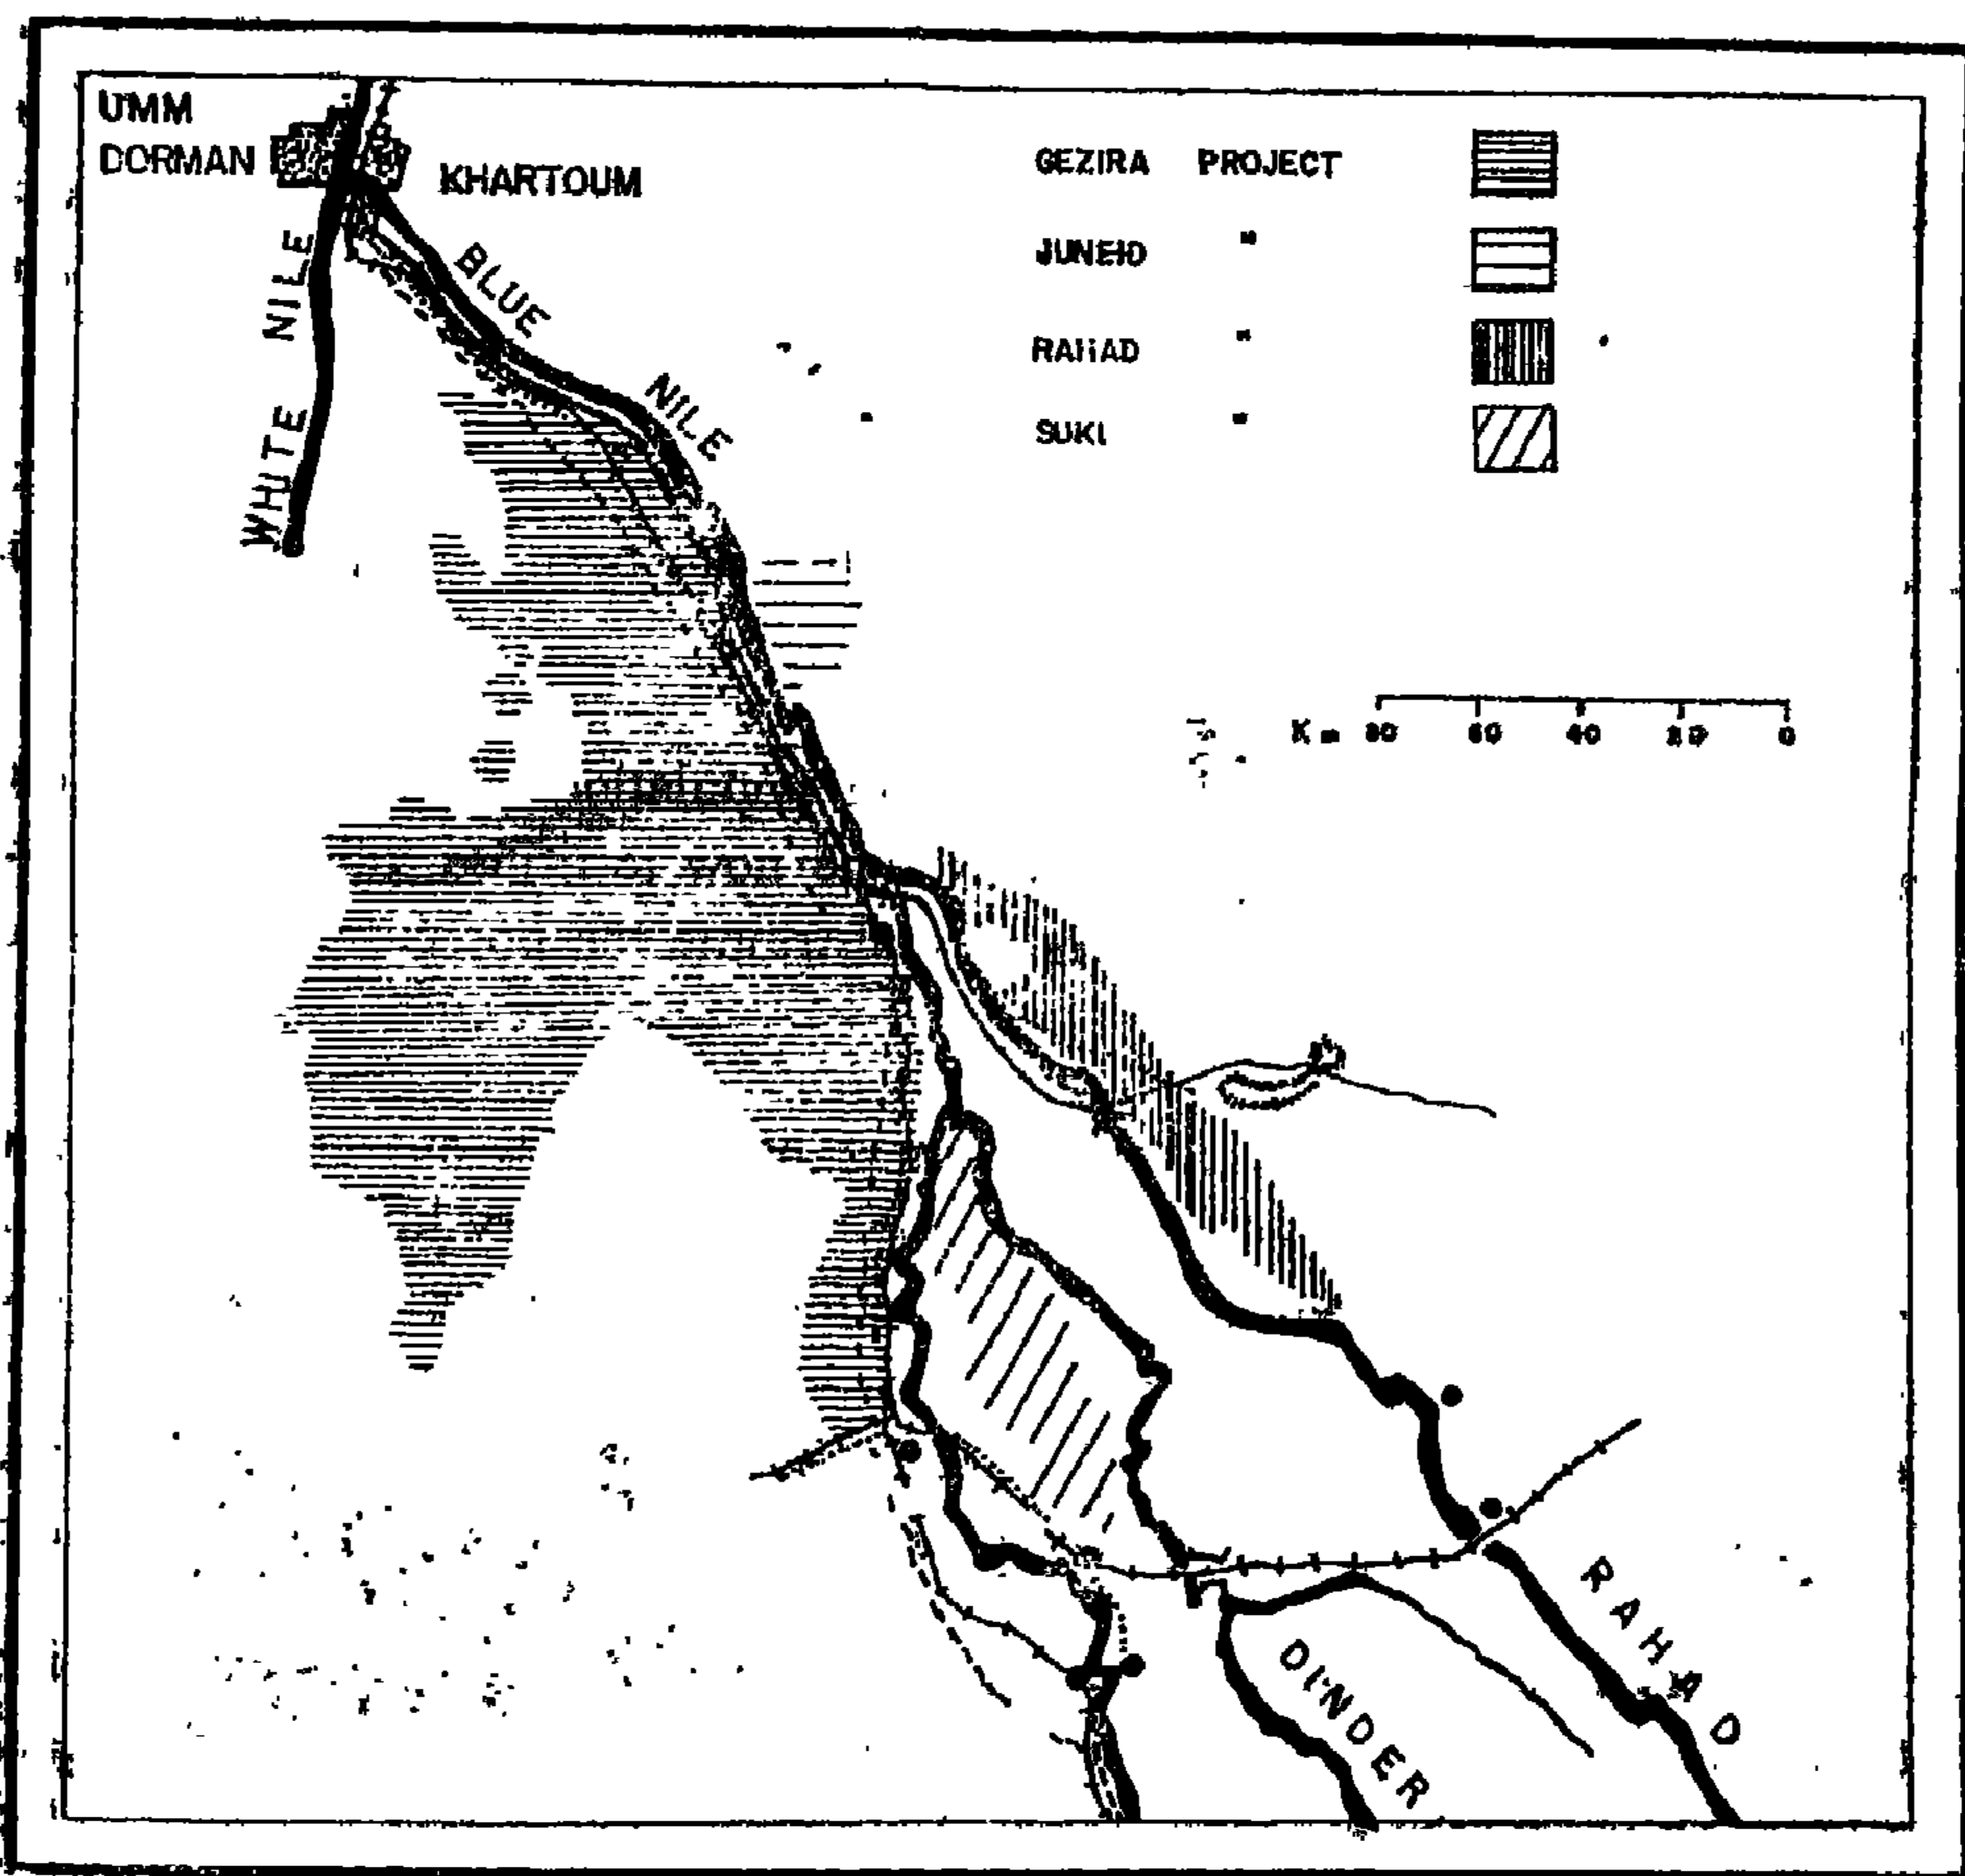 UMM
DORMAN
KHARTOUM
WHITE NILE
BLUE NILE
GEZIRA PROJECT
JUNEID "
RAHAD "
SUKI "
Km 80 60 40 20 0
RAHAD
DINDER